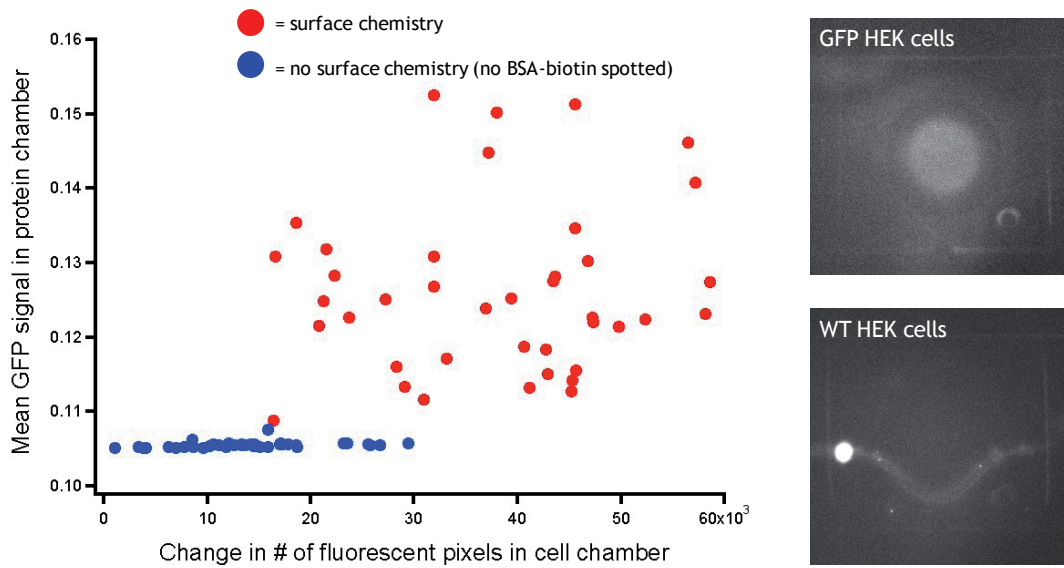 = surface chemistry
= no surface chemistry (no BSA-biotin spotted)
Mean GFP signal in protein chamber
0.16
0.15
0.14
0.13
0.12
0.11
0.10
0
10
20
30
40
50
60x10³
Change in # of fluorescent pixels in cell chamber
GFP HEK cells
WT HEK cells